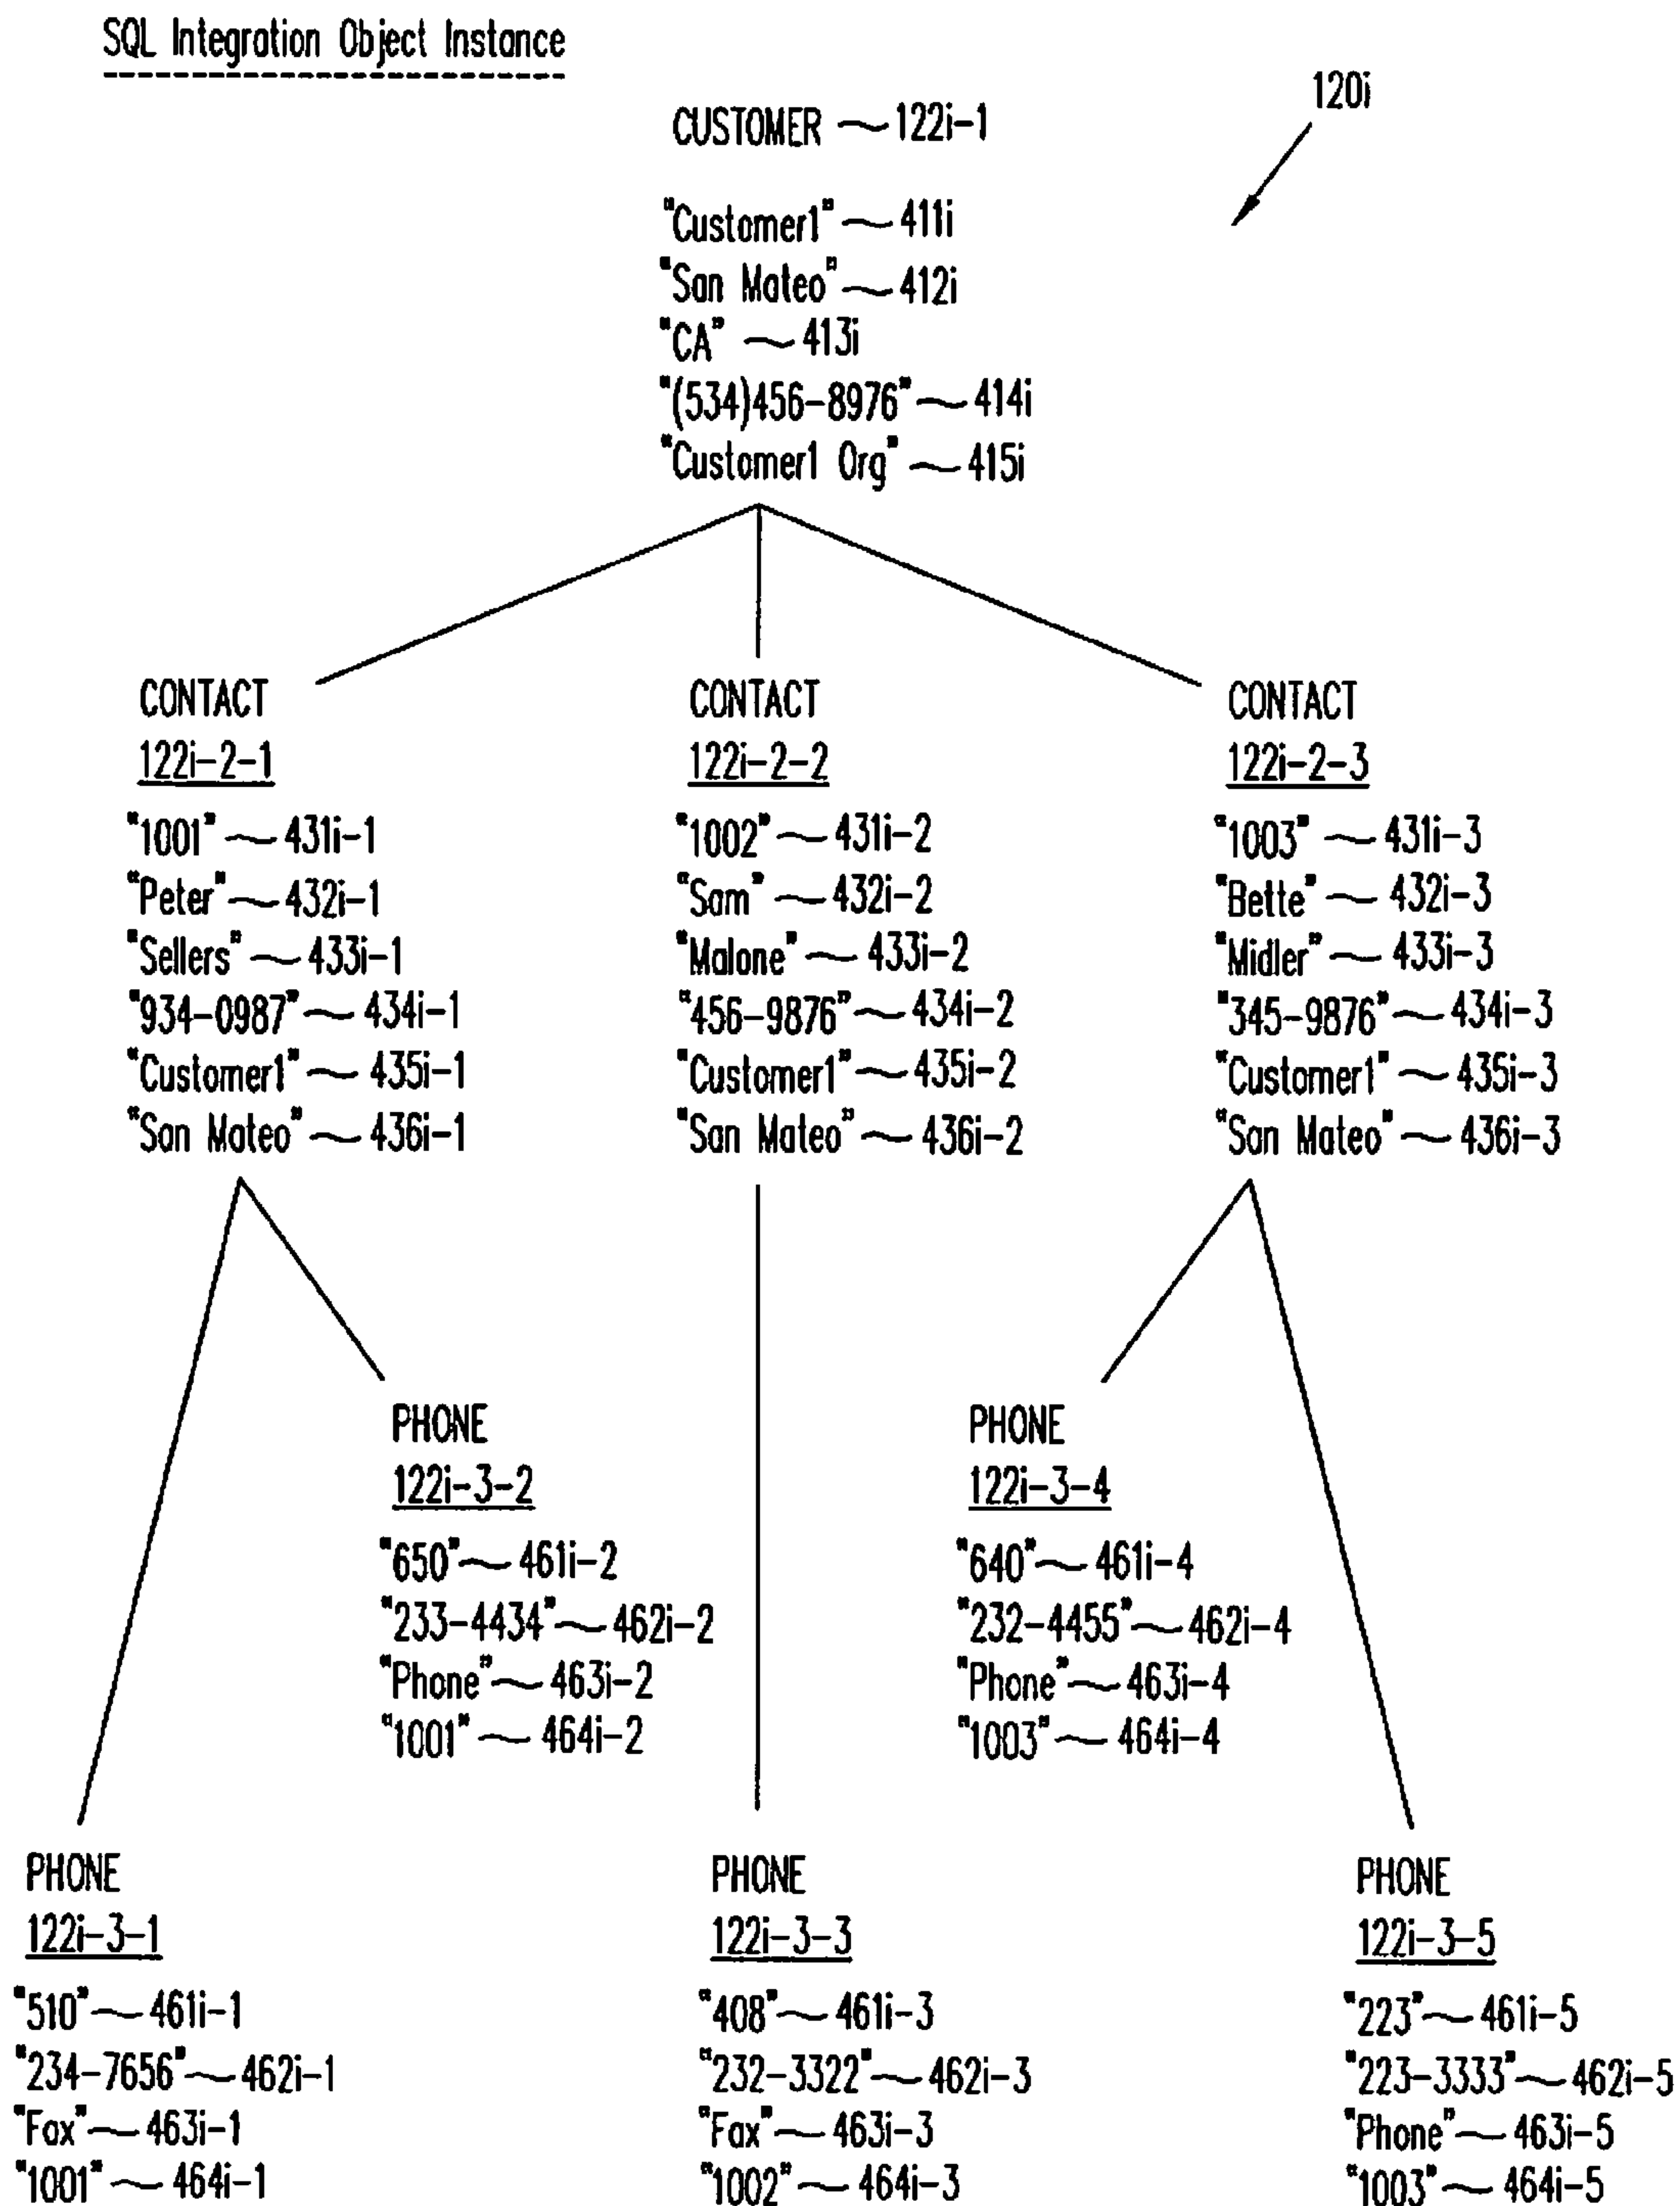 SQL Integration Object Instance
120i
CUSTOMER 122i-1
"Customer1" 411i
"San Mateo" 412i
"CA" 413i
"(534)456-8976" 414i
"Customer1 Org" 415i
CONTACT
122i-2-1
"1001" 431i-1
"Peter" 432i-1
"Sellers" 433i-1
"934-0987" 434i-1
"Customer1" 435i-1
"San Mateo" 436i-1
CONTACT
122i-2-2
"1002" 431i-2
"Sam" 432i-2
"Malone" 433i-2
"456-9876" 434i-2
"Customer1" 435i-2
"San Mateo" 436i-2
CONTACT
122i-2-3
"1003" 431i-3
"Bette" 432i-3
"Midler" 433i-3
"345-9876" 434i-3
"Customer1" 435i-3
"San Mateo" 436i-3
PHONE
122i-3-2
"650" 461i-2
"233-4434" 462i-2
"Phone" 463i-2
"1001" 464i-2
PHONE
122i-3-4
"640" 461i-4
"232-4455" 462i-4
"Phone" 463i-4
"1003" 464i-4
PHONE
122i-3-1
"510" 461i-1
"234-7656" 462i-1
"Fax" 463i-1
"1001" 464i-1
PHONE
122i-3-3
"408" 461i-3
"232-3322" 462i-3
"Fax" 463i-3
"1002" 464i-3
PHONE
122i-3-5
"223" 461i-5
"223-3333" 462i-5
"Phone" 463i-5
"1003" 464i-5